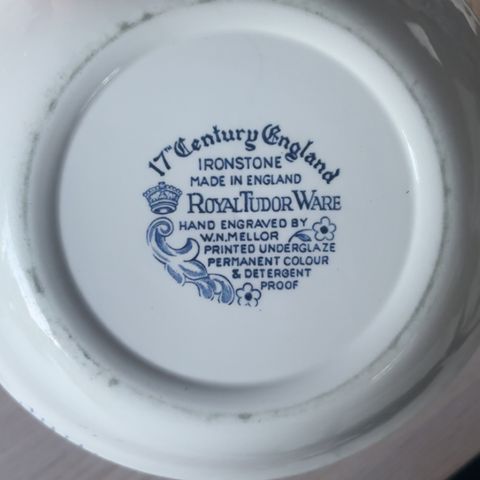 17TH Century England
IRONSTONE
MADE IN ENGLAND
ROYAL TUDOR WARE
HAND ENGRAVED BY
W.N.MELLOR
PRINTED UNDERGLAZE
PERMANENT COLOUR
& DETERGENT
PROOF